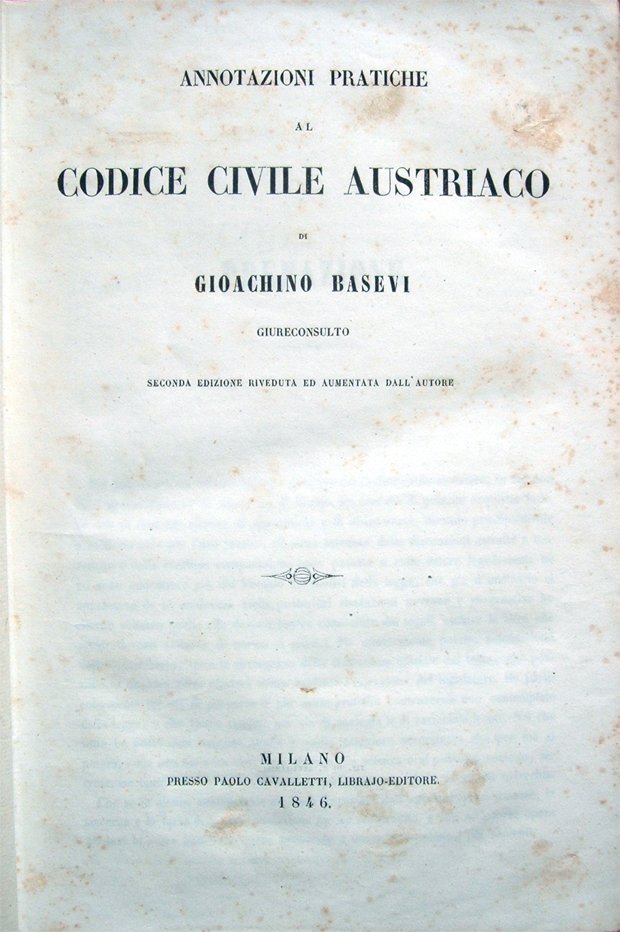 ANNOTAZIONI PRATICHE
AL
CODICE CIVILE AUSTRIACO
DI
GIOACHINO BASEVI
GIURECONSULTO
SECONDA EDIZIONE RIVEDUTA ED AUMENTATA DALL'AUTORE
MILANO
PRESSO PAOLO CAVALLETTI, LIBRAJO-EDITORE.
1846.